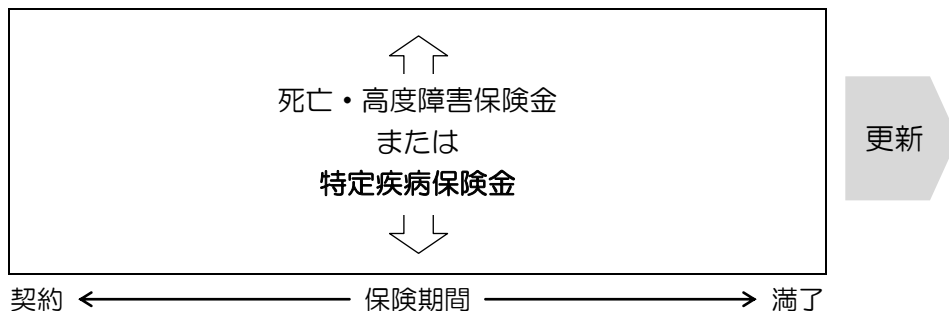 死亡・高度障害保険金
または
特定疾病保険金
更新
契約
保険期間
満了